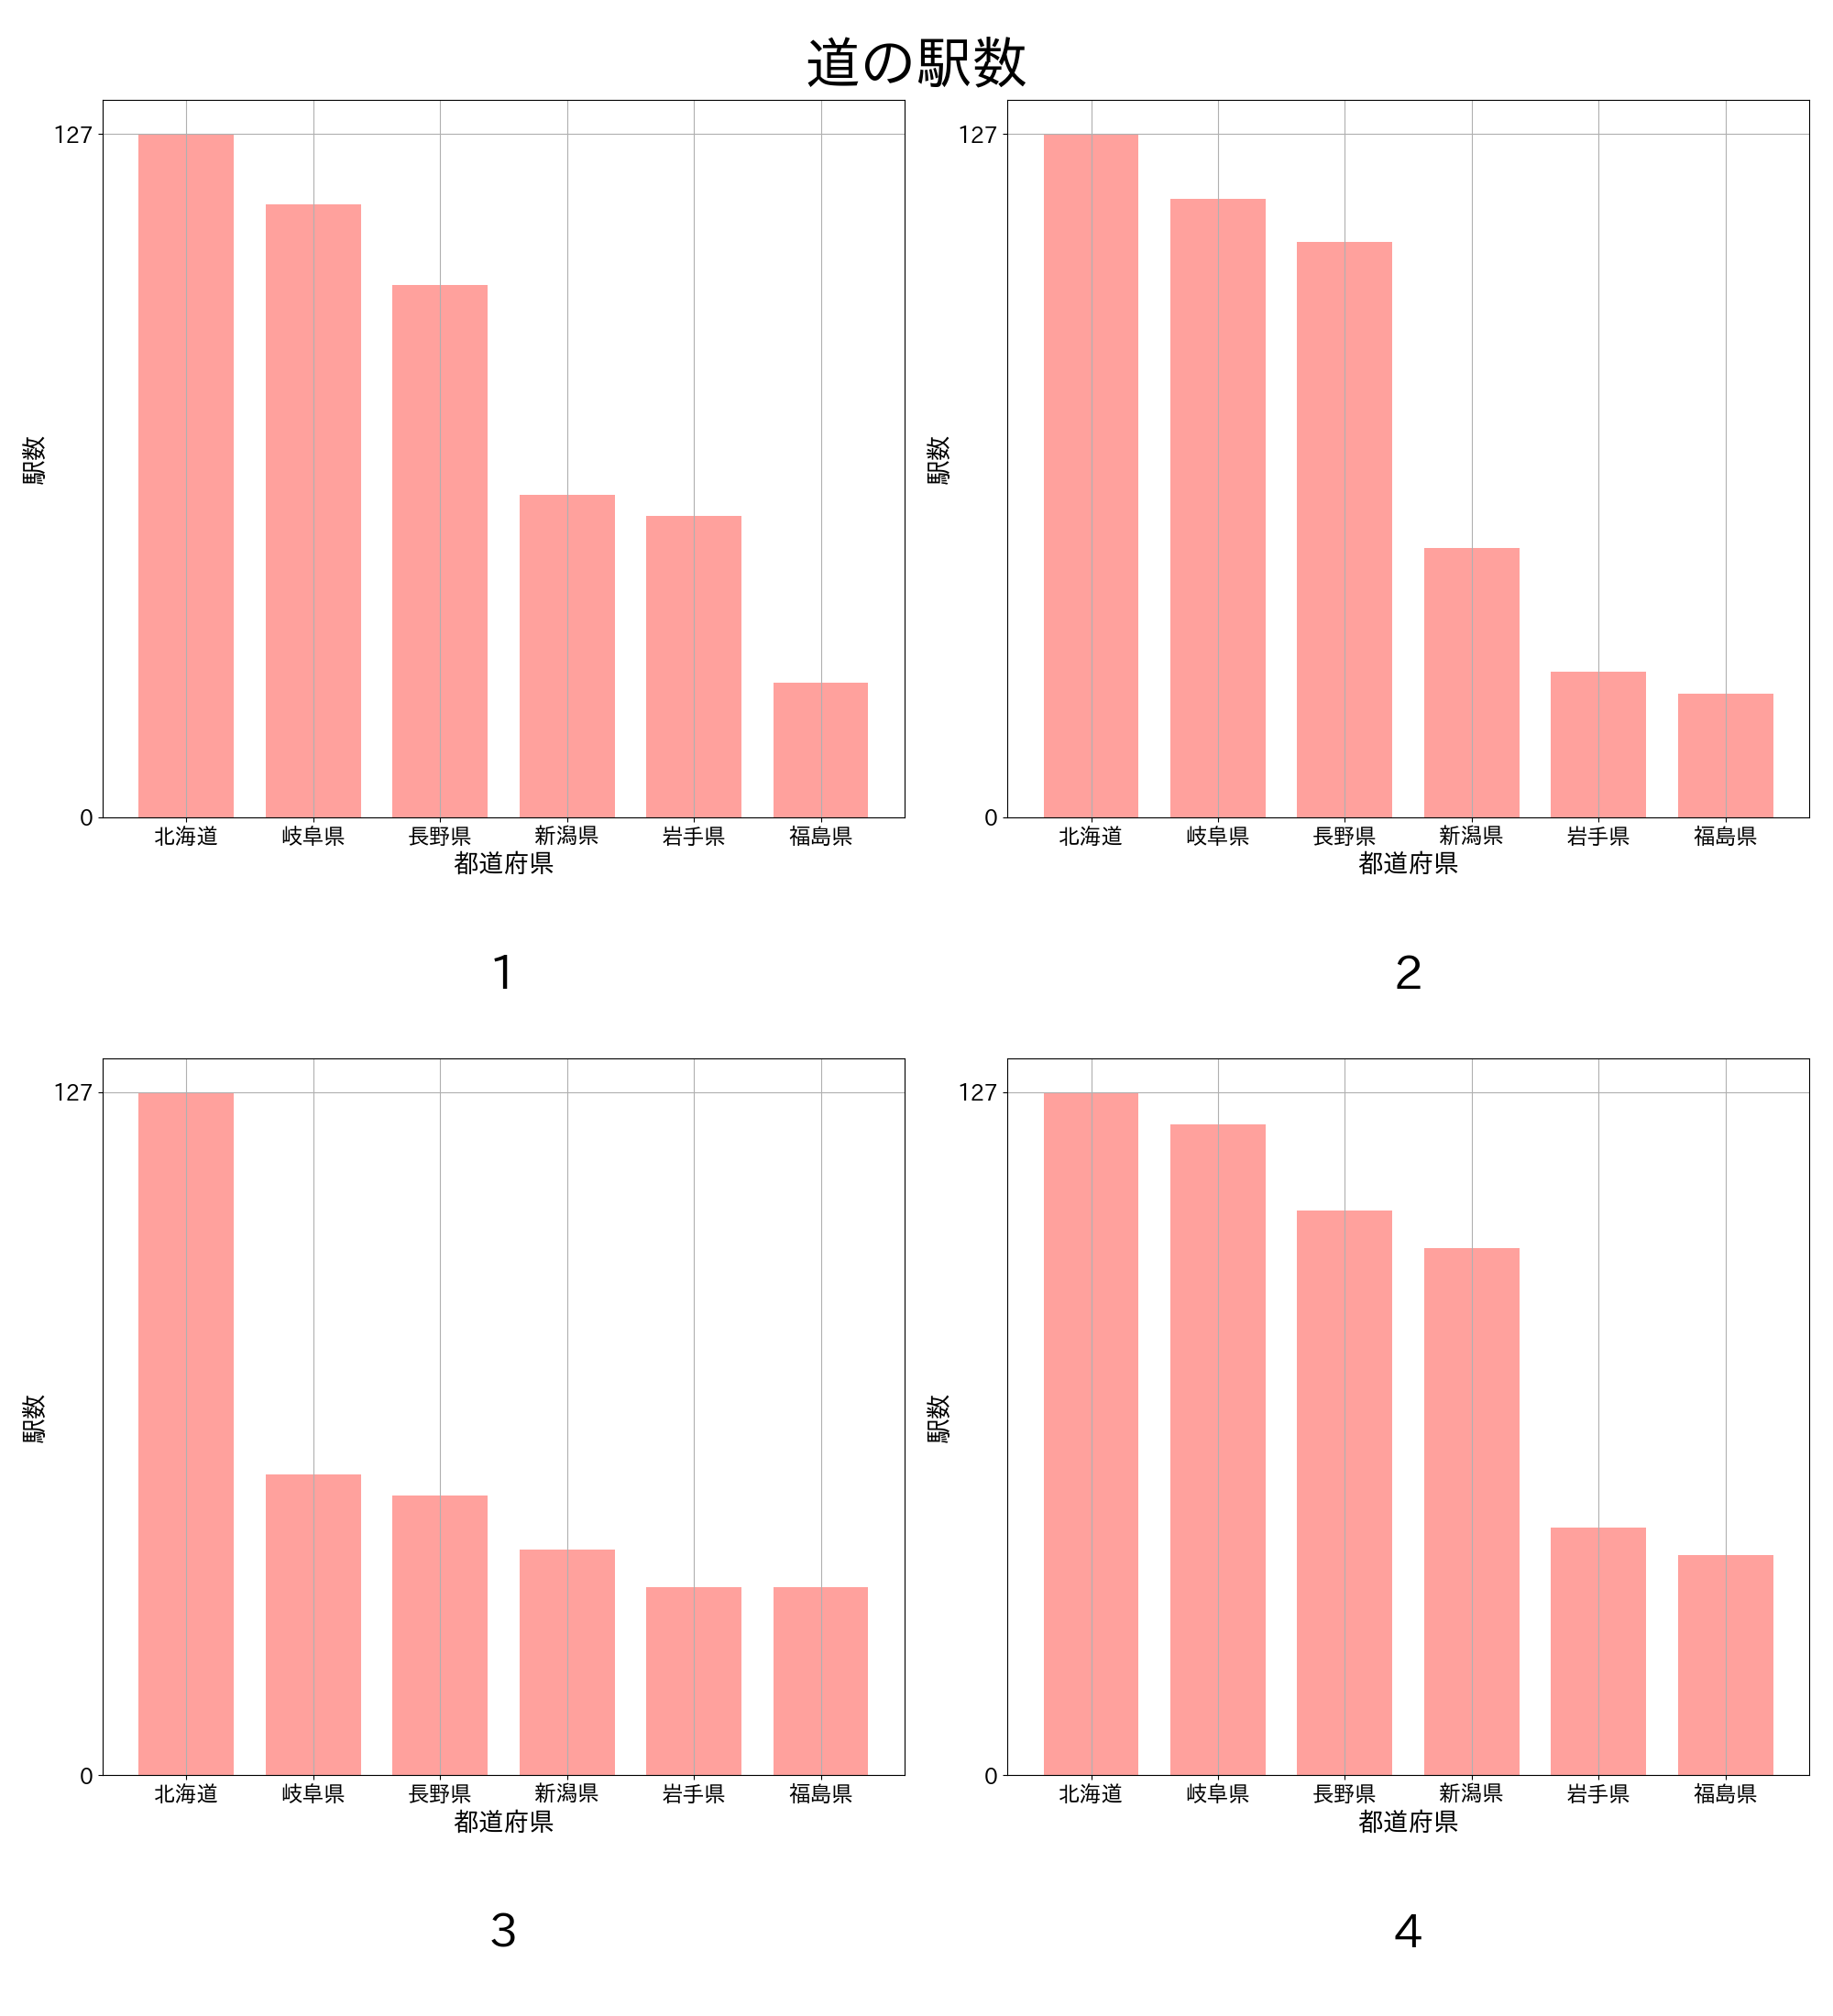 道の駅数
127
0
駅数
北海道 岐阜県 長野県 新潟県 岩手県 福島県
都道府県
1
127
0
駅数
北海道 岐阜県 長野県 新潟県 岩手県 福島県
都道府県
2
127
0
駅数
北海道 岐阜県 長野県 新潟県 岩手県 福島県
都道府県
3
127
0
駅数
北海道 岐阜県 長野県 新潟県 岩手県 福島県
都道府県
4